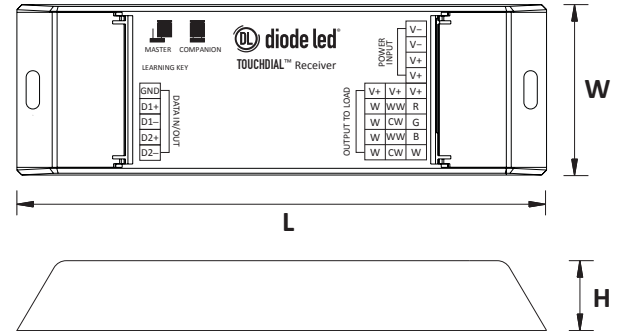 DL diode led®
MASTER COMPANION
LEARNING KEY
TOUCHDIAL™ Receiver
POWER INPUT
V−
V−
V+
V+
GND
D1+
D1−
D2+
D2−
DATA IN/OUT
OUTPUT TO LOAD
V+ V+ V+
W WW R
W CW G
W WW B
W CW W
W
L
H